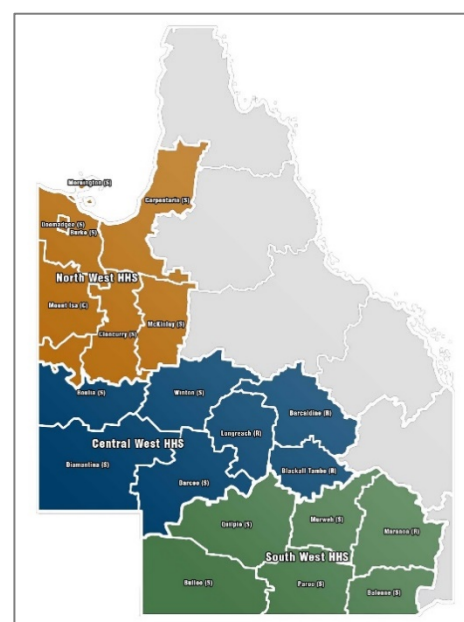 Mornington (S)
Carpentaria (S)
Doomadgee (S)
Burke (S)
North West HHS
Mount Isa (C)
Cloncurry (S)
McKinlay (S)
Boulia (S)
Winton (S)
Barcaldine (R)
Longreach (R)
Central West HHS
Diamantina (S)
Blackall Tambo (R)
Barcoo (S)
Quilpie (S)
Murweh (S)
Maranoa (R)
South West HHS
Bulloo (S)
Paroo (S)
Balonne (S)